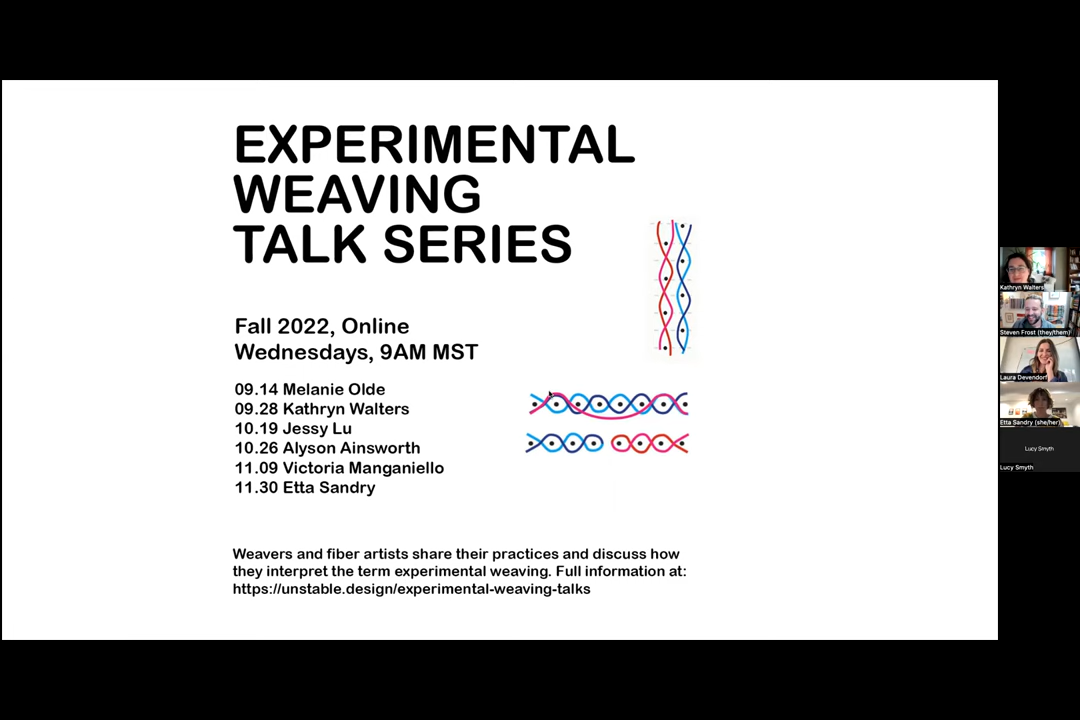 EXPERIMENTAL
WEAVING
TALK SERIES
Fall 2022, Online
Wednesdays, 9AM MST
09.14 Melanie Olde
09.28 Kathryn Walters
10.19 Jessy Lu
10.26 Alyson Ainsworth
11.09 Victoria Manganiello
11.30 Etta Sandry
Weavers and fiber artists share their practices and discuss how
they interpret the term experimental weaving. Full information at:
https://unstable.design/experimental-weaving-talks
Kathryn Walters
Steven Frost (they/them)
Laura Devendorf
Etta Sandry (she/her)
Lucy Smyth
Lucy Smyth